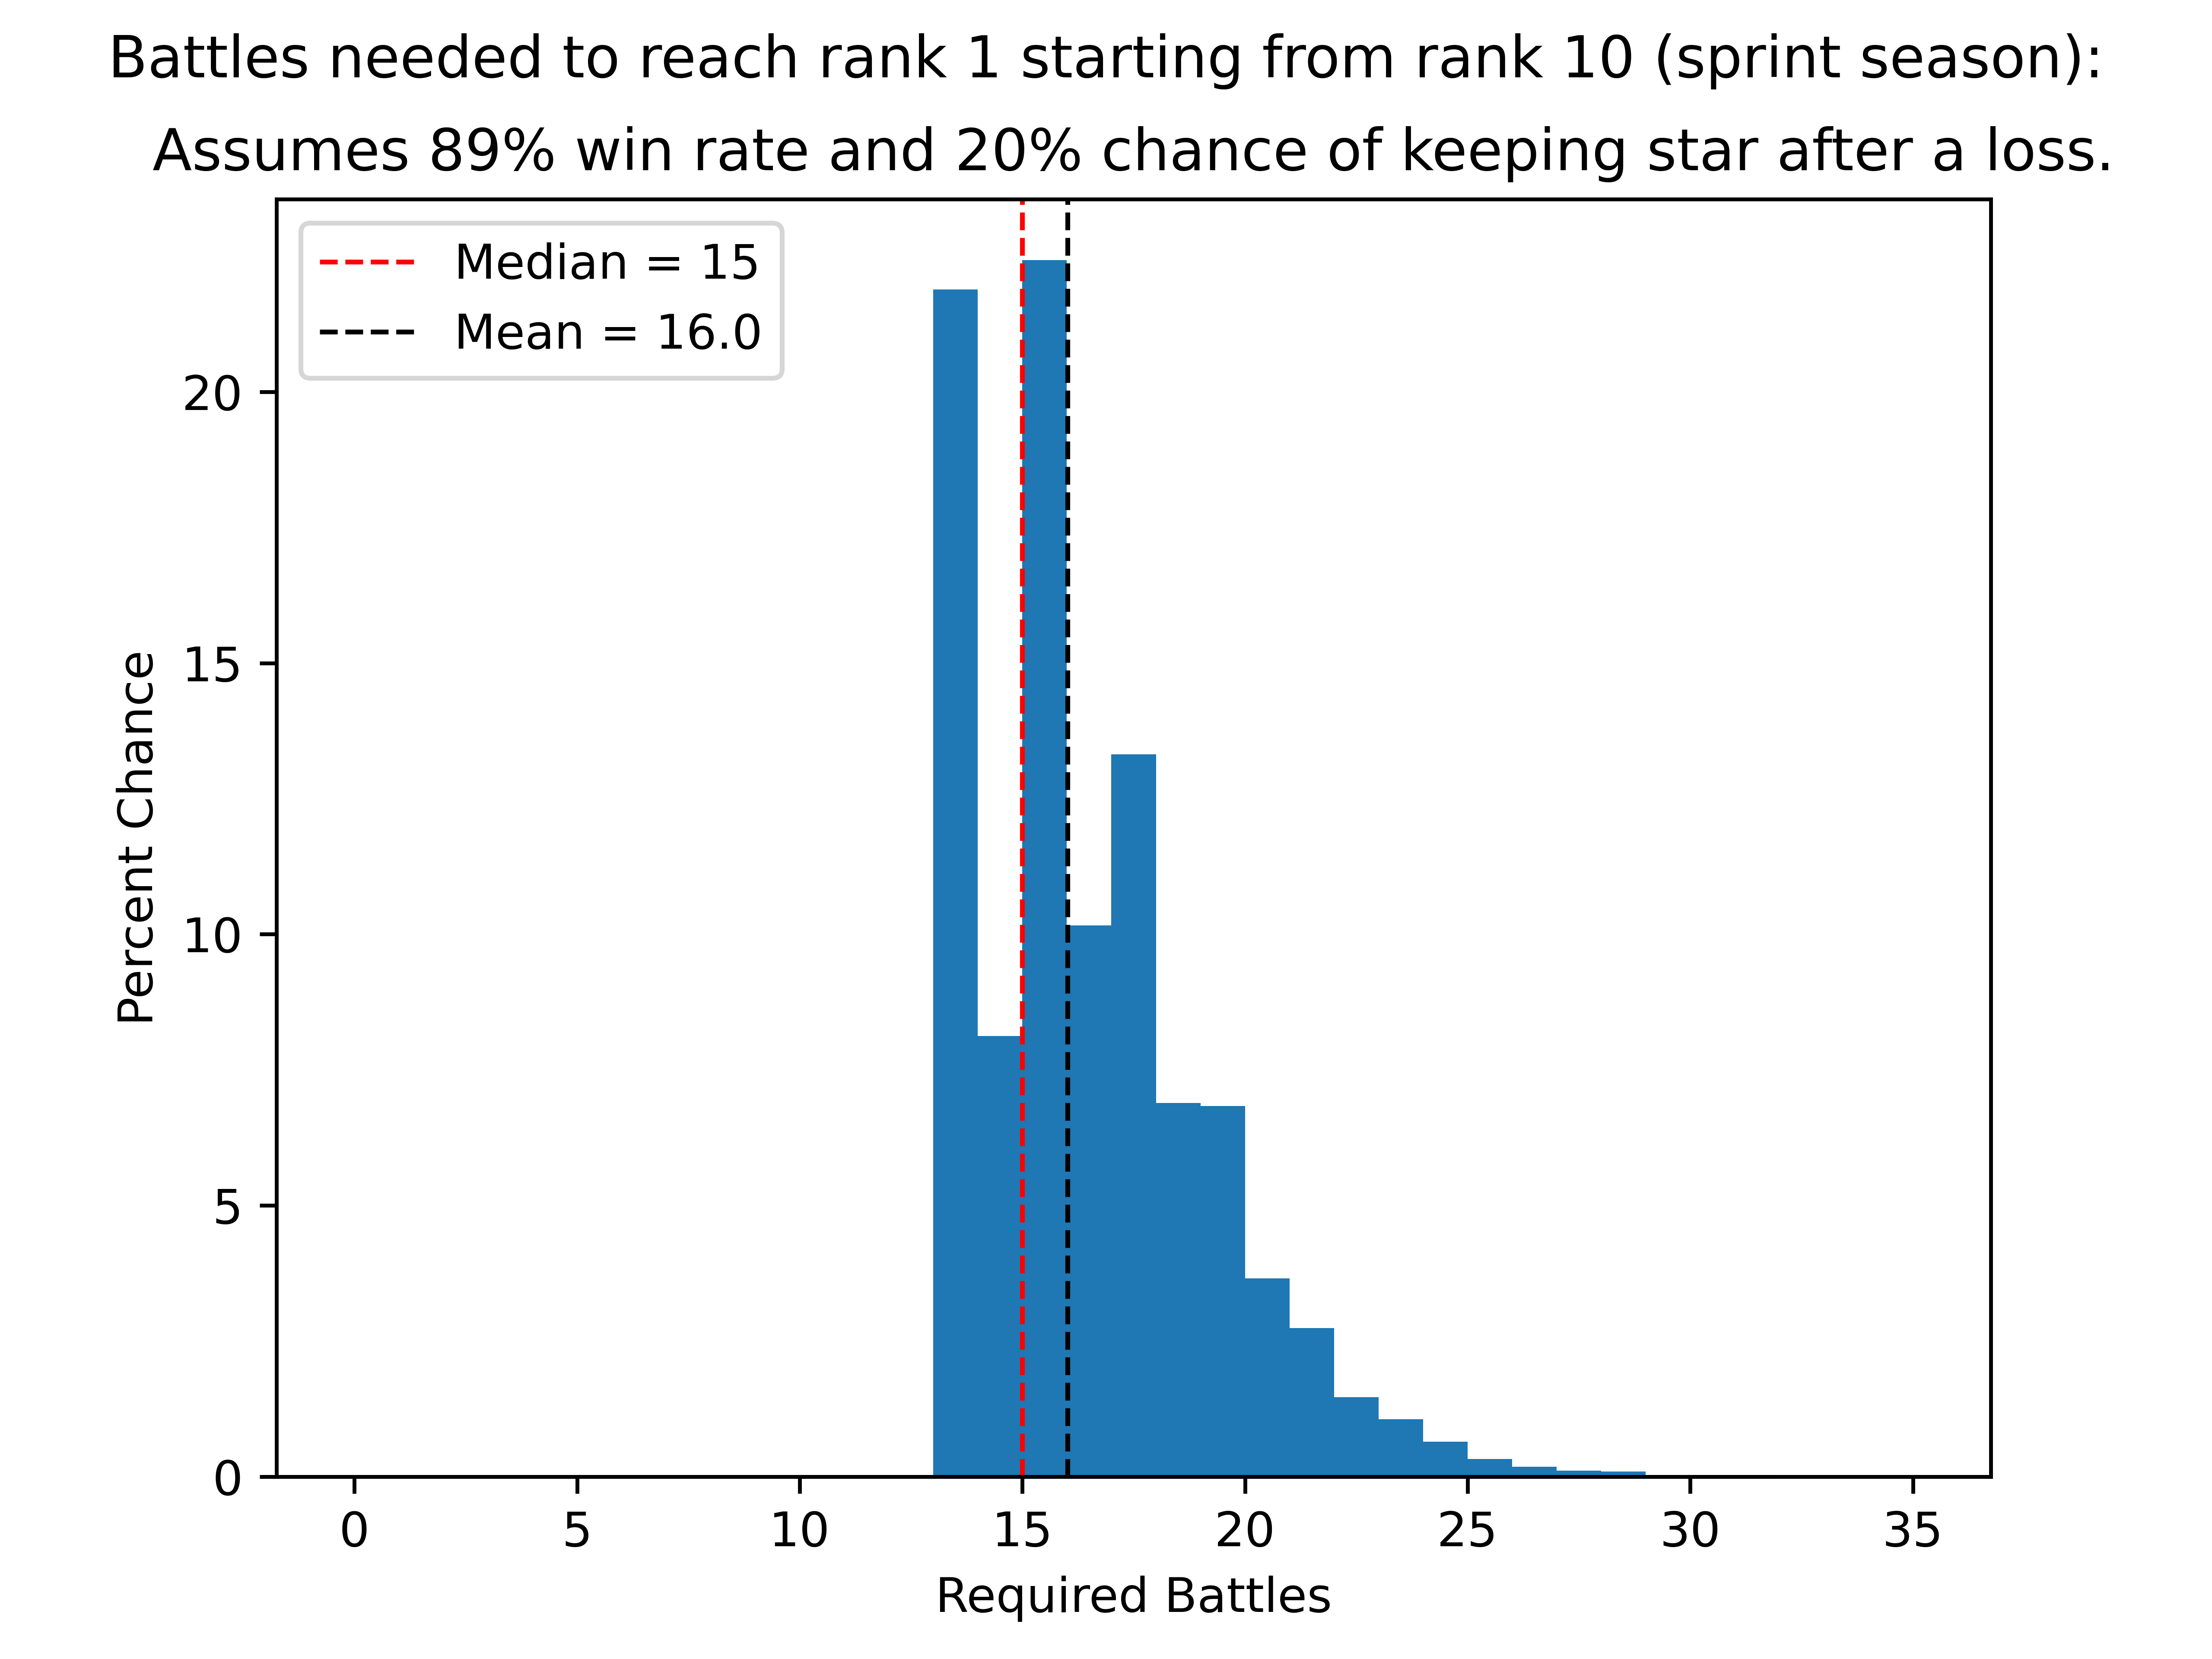 Battles needed to reach rank 1 starting from rank 10 (sprint season):
Assumes 89% win rate and 20% chance of keeping star after a loss.
Median = 15
Mean = 16.0
20
15
10
5
0
Percent Chance
0 5 10 15 20 25 30 35
Required Battles